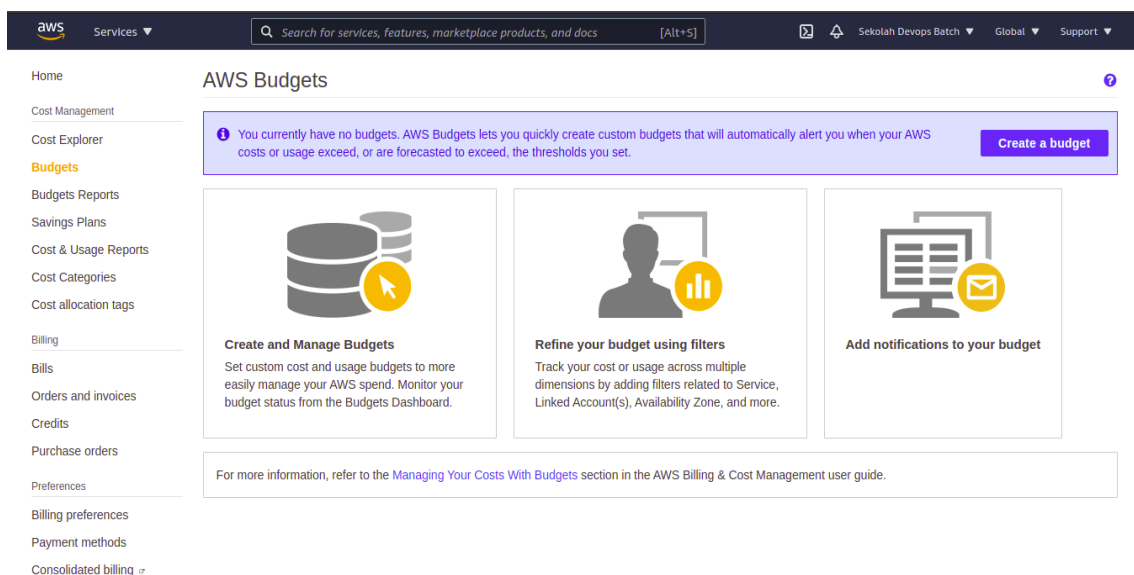 aws
Services ▼
Search for services, features, marketplace products, and docs [Alt+S]
Sekolah Devops Batch ▼
Global ▼
Support ▼
Home
Cost Management
Cost Explorer
Budgets
Budgets Reports
Savings Plans
Cost & Usage Reports
Cost Categories
Cost allocation tags
Billing
Bills
Orders and invoices
Credits
Purchase orders
Preferences
Billing preferences
Payment methods
Consolidated billing
AWS Budgets
You currently have no budgets. AWS Budgets lets you quickly create custom budgets that will automatically alert you when your AWS
costs or usage exceed, or are forecasted to exceed, the thresholds you set.
Create a budget
Create and Manage Budgets
Set custom cost and usage budgets to more
easily manage your AWS spend. Monitor your
budget status from the Budgets Dashboard.
Refine your budget using filters
Track your cost or usage across multiple
dimensions by adding filters related to Service,
Linked Account(s), Availability Zone, and more.
Add notifications to your budget
For more information, refer to the Managing Your Costs With Budgets section in the AWS Billing & Cost Management user guide.